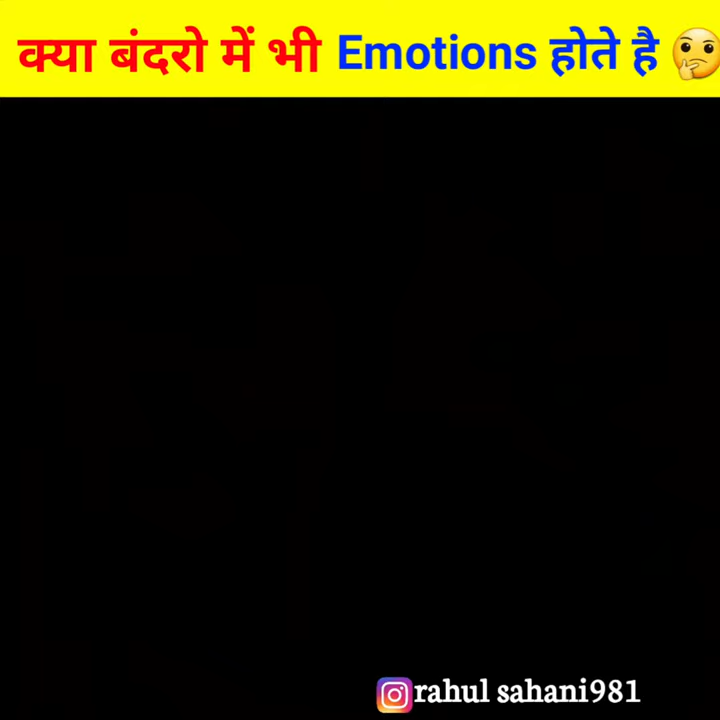 क्या बंदरो में भी Emotions होते है 🤔
rahul sahani981